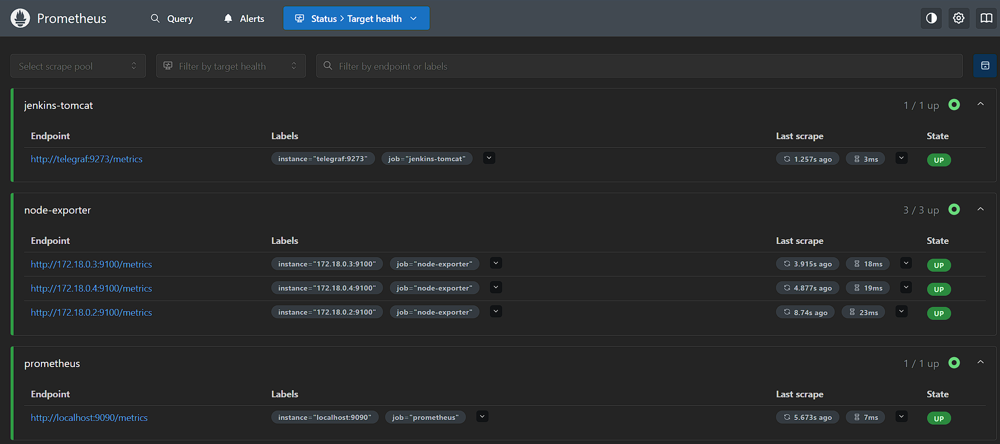 Prometheus Query Alerts Status > Target health
Select scrape pool Filter by target health Filter by endpoint or labels
jenkins-tomcat 1 / 1 up
Endpoint Labels Last scrape State
http://telegraf:9273/metrics instance="telegraf:9273" job="jenkins-tomcat" 1.257s ago 3ms UP
node-exporter 3 / 3 up
Endpoint Labels Last scrape State
http://172.18.0.3:9100/metrics instance="172.18.0.3:9100" job="node-exporter" 3.915s ago 18ms UP
http://172.18.0.4:9100/metrics instance="172.18.0.4:9100" job="node-exporter" 4.877s ago 19ms UP
http://172.18.0.2:9100/metrics instance="172.18.0.2:9100" job="node-exporter" 8.74s ago 23ms UP
prometheus 1 / 1 up
Endpoint Labels Last scrape State
http://localhost:9090/metrics instance="localhost:9090" job="prometheus" 5.673s ago 7ms UP